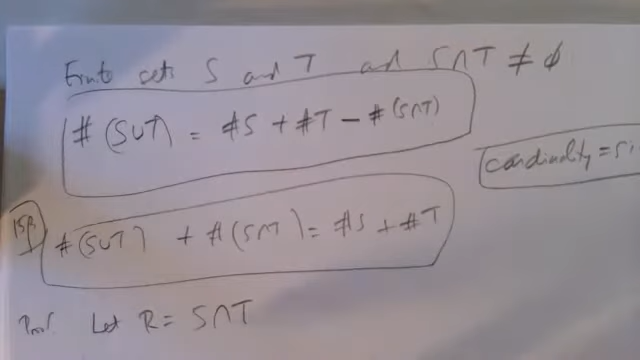 Finite sets S and T and S∩T ≠ ϕ
#(S∪T) = #S + #T − #(S∩T)
cardinality = si
#(S∪T) + #(S∩T) = #S + #T
Proof. Let R = S∩T